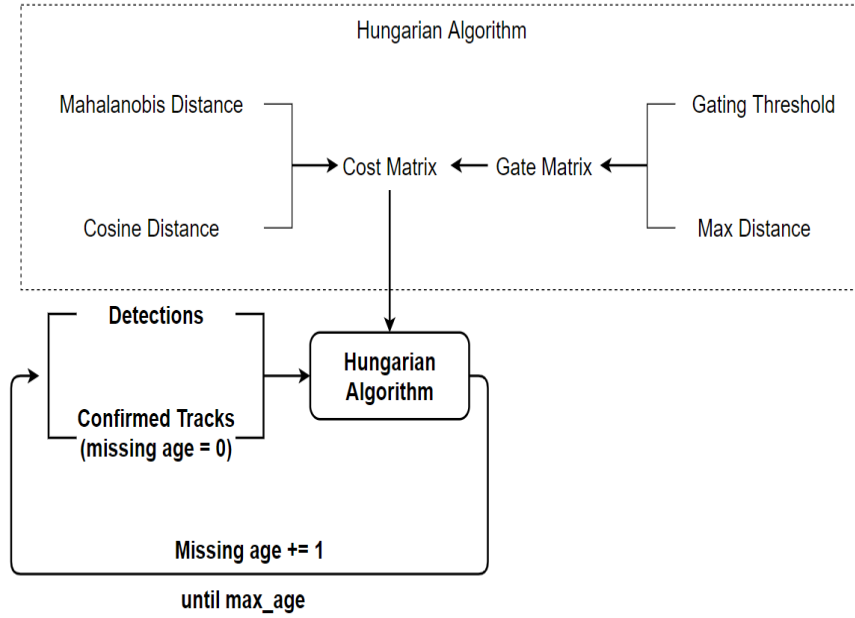 Hungarian Algorithm
Mahalanobis Distance
Gating Threshold
Cost Matrix
Gate Matrix
Cosine Distance
Max Distance
Detections
Hungarian
Algorithm
Confirmed Tracks
(missing age = 0)
Missing age += 1
until max_age